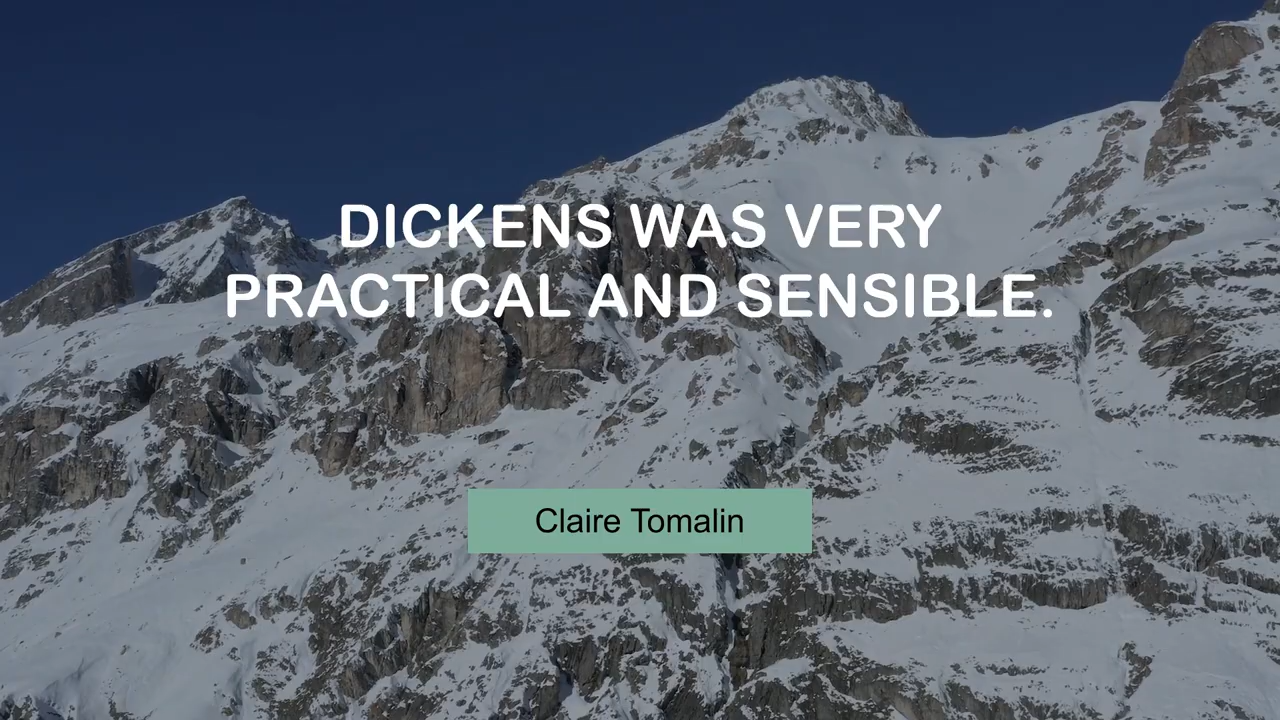 DICKENS WAS VERY
PRACTICAL AND SENSIBLE.
Claire Tomalin